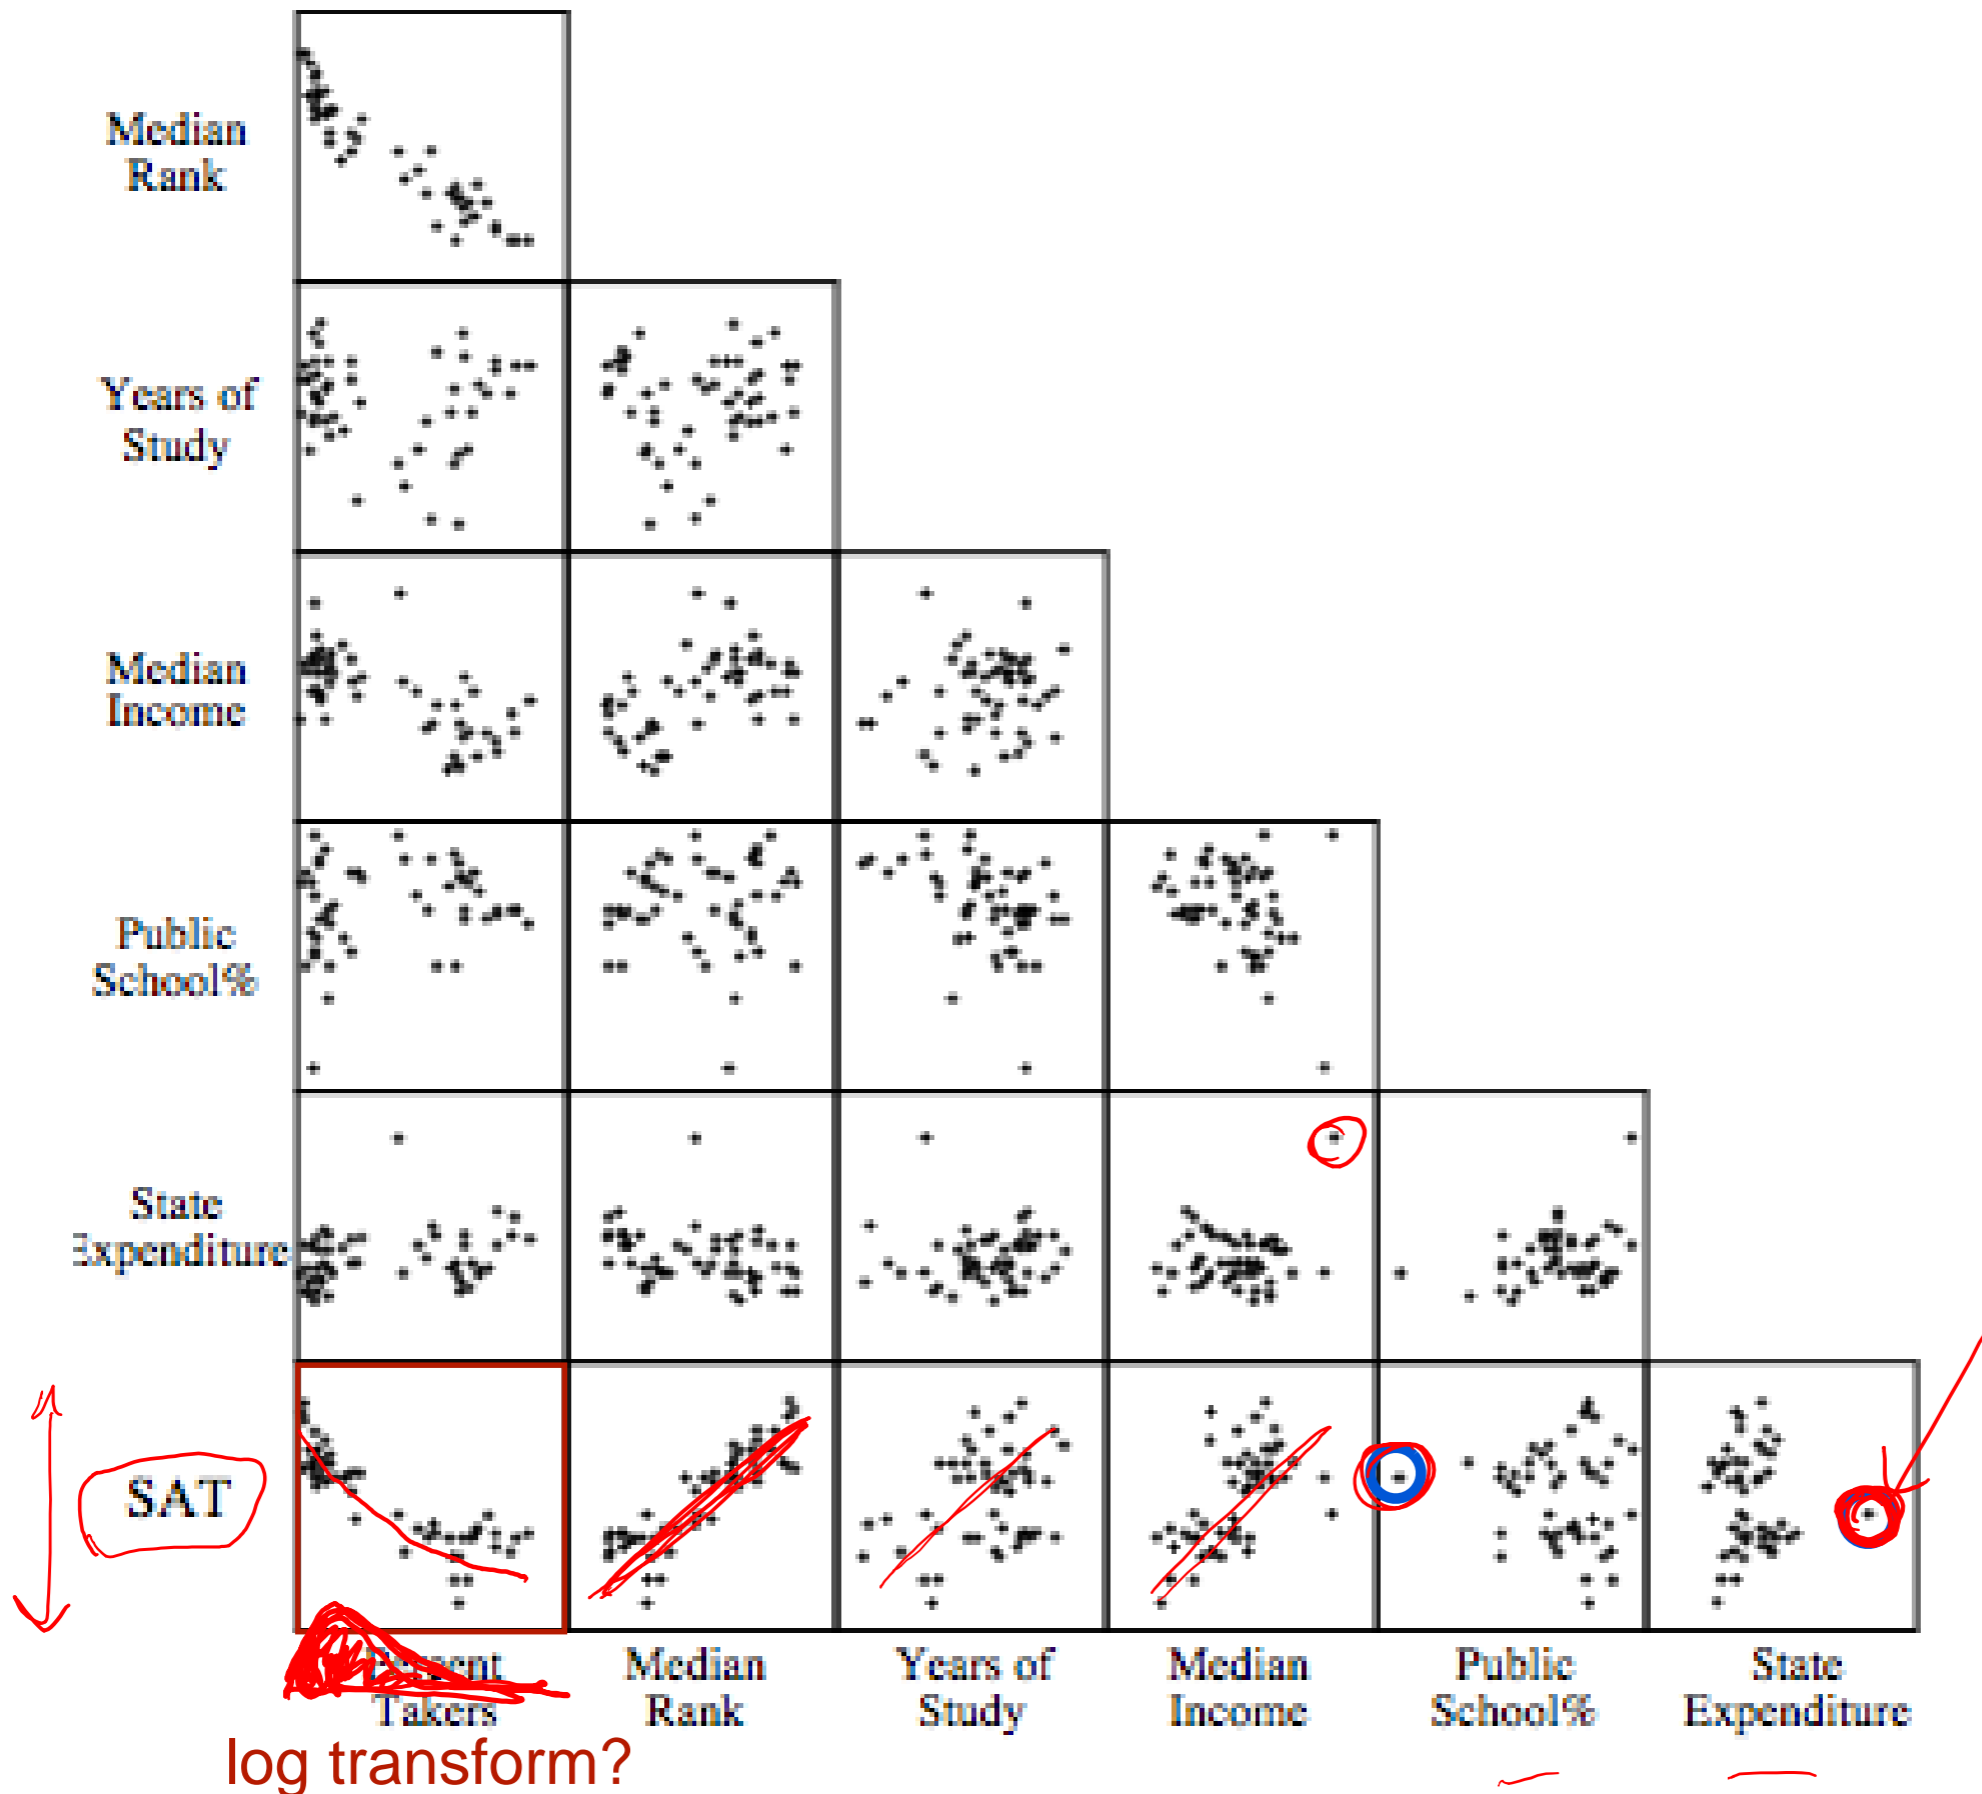 Median
Rank
Years of
Study
Median
Income
Public
School%
State
Expenditure
SAT
Percent
Takers
Median
Rank
Years of
Study
Median
Income
Public
School%
State
Expenditure
log transform?